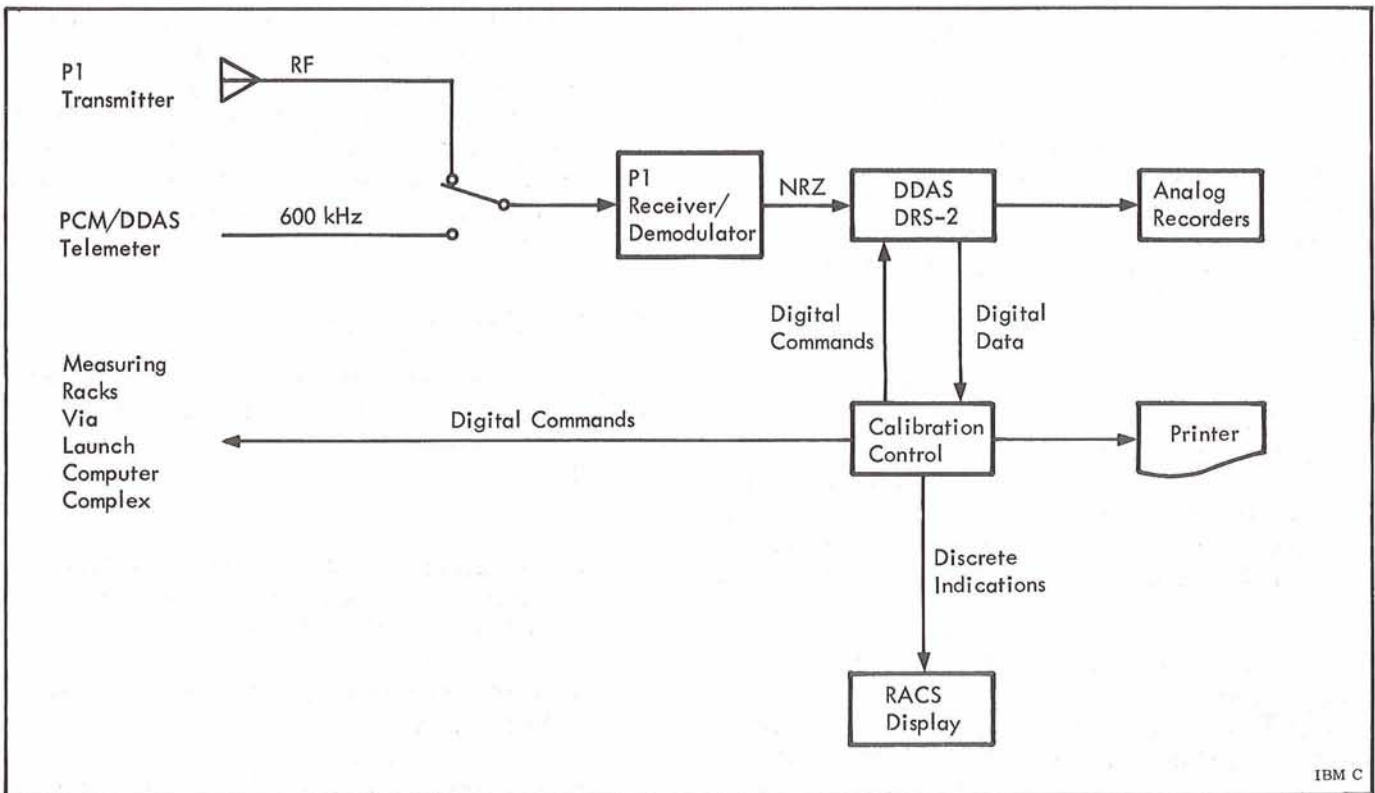 P1
Transmitter
RF
PCM/DDAS
Telemeter
600 kHz
P1
Receiver/
Demodulator
NRZ
DDAS
DRS-2
Analog
Recorders
Digital
Commands
Digital
Data
Measuring
Racks
Via
Launch
Computer
Complex
Digital Commands
Calibration
Control
Printer
Discrete
Indications
RACS
Display
IBM C